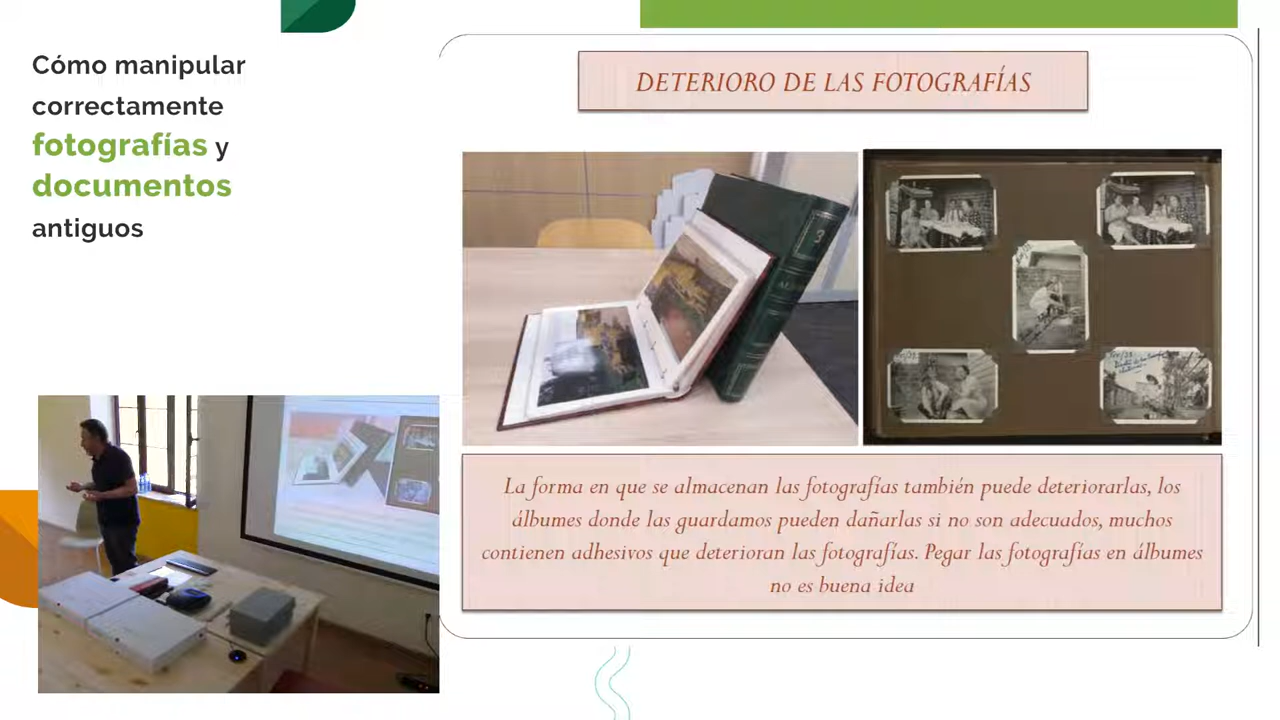 Cómo manipular
correctamente
fotografías y
documentos
antiguos
DETERIORO DE LAS FOTOGRAFÍAS
La forma en que se almacenan las fotografías también puede deteriorarlas, los
álbumes donde las guardamos pueden dañarlas si no son adecuados, muchos
contienen adhesivos que deterioran las fotografías. Pegar las fotografías en álbumes
no es buena idea